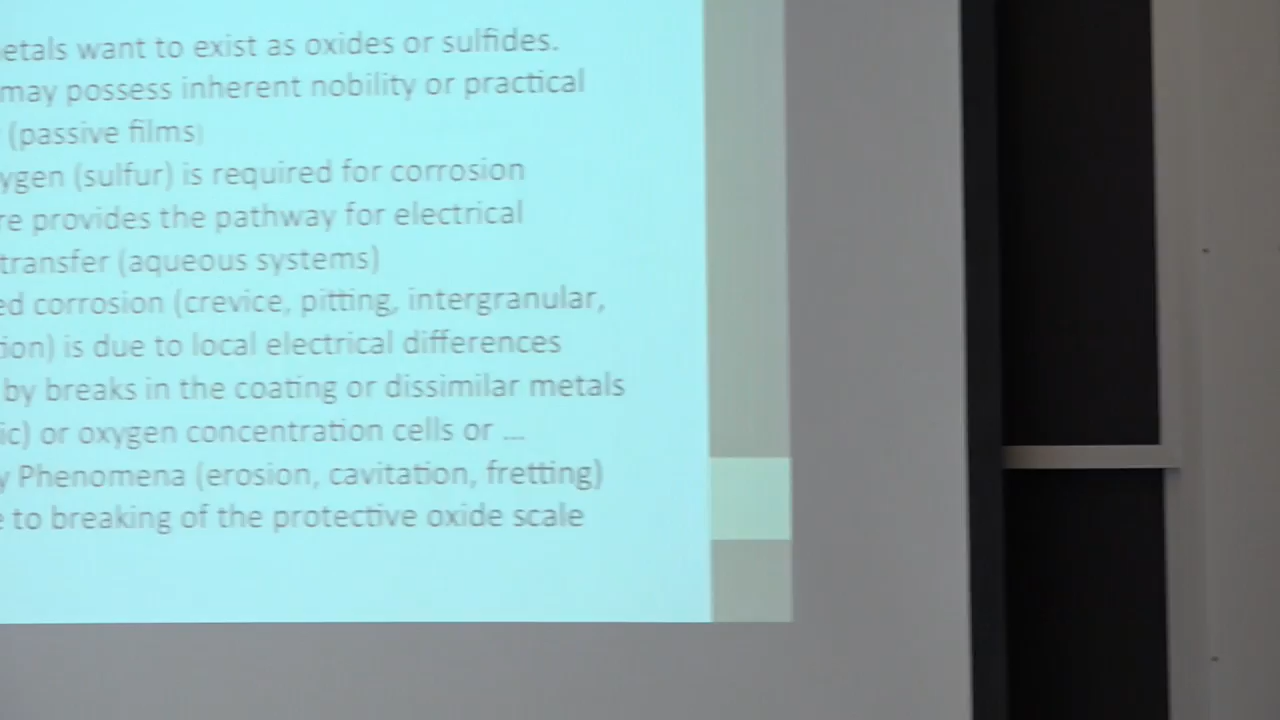 etals want to exist as oxides or sulfides.
may possess inherent nobility or practical
(passive films)
ygen (sulfur) is required for corrosion
re provides the pathway for electrical
transfer (aqueous systems)
ed corrosion (crevice, pitting, intergranular,
ion) is due to local electrical differences
by breaks in the coating or dissimilar metals
ic) or oxygen concentration cells or ...
y Phenomena (erosion, cavitation, fretting)
e to breaking of the protective oxide scale